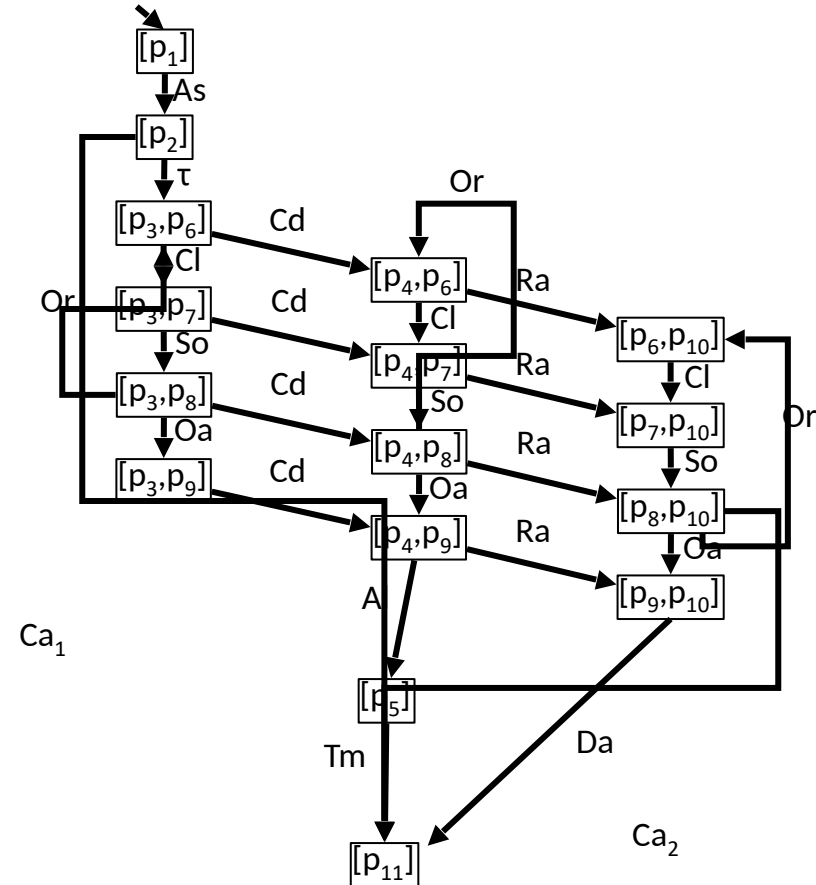 [p1]
As
[p2]
τ
Or
[p3,p6]
Cd
Cl
[p4,p6]
Ra
Or
[p3,p7]
Cd
Cl
[p6,p10]
So
[p4,p7]
Ra
Cl
[p3,p8]
Cd
So
[p7,p10]
Or
Oa
[p4,p8]
Ra
So
[p3,p9]
Cd
Oa
[p8,p10]
[p4,p9]
Ra
Oa
A
[p9,p10]
Ca1
[p5]
Tm
Da
Ca2
[p11]